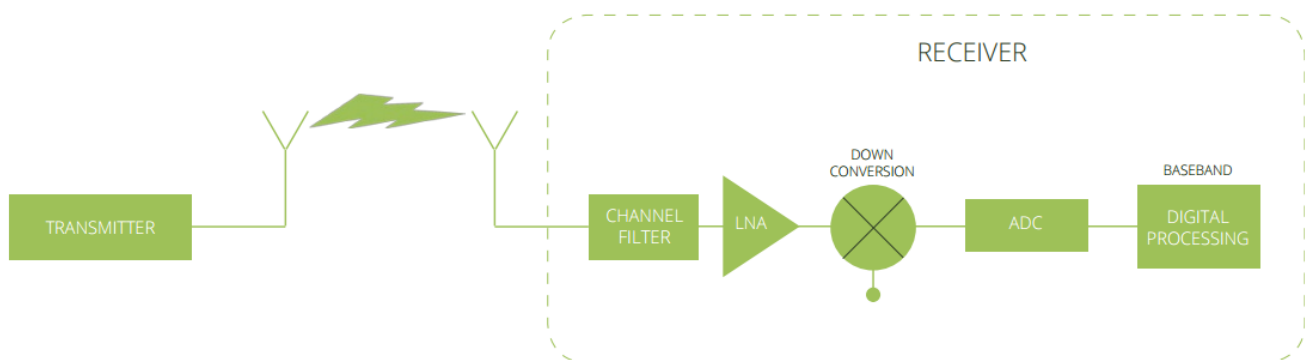 RECEIVER
TRANSMITTER
CHANNEL
FILTER
LNA
DOWN
CONVERSION
ADC
BASEBAND
DIGITAL
PROCESSING